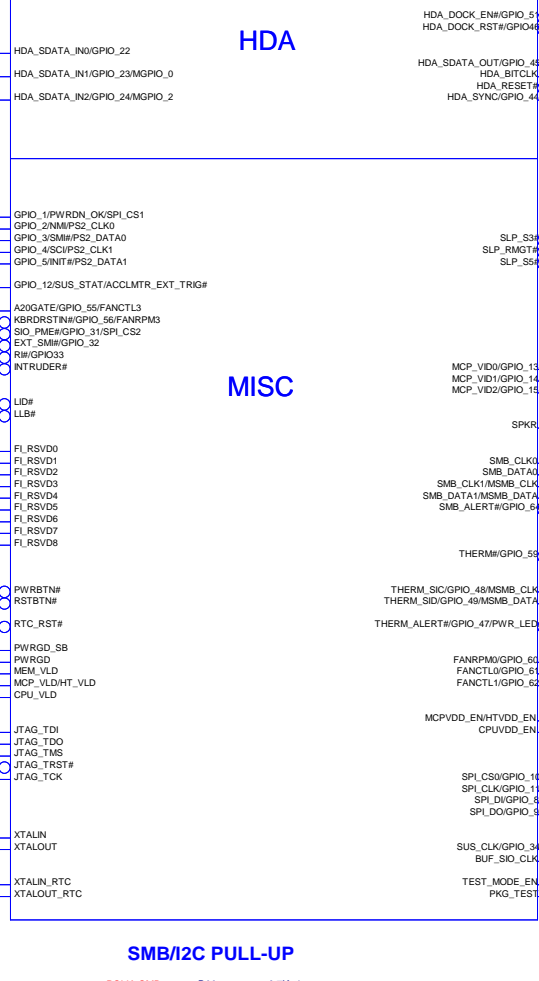 HDA_DOCK_EN#/GPIO_51
HDA_DOCK_RST#/GPIO46
HDA
HDA_SDATA_IN0/GPIO_22
HDA_SDATA_OUT/GPIO_45
HDA_SDATA_IN1/GPIO_23/MGPIO_0
HDA_BITCLK
HDA_RESET#
HDA_SDATA_IN2/GPIO_24/MGPIO_2
HDA_SYNC/GPIO_44
GPIO_1/PWRDN_OK/SPI_CS1
GPIO_2/NMI/PS2_CLK0
GPIO_3/SMI#/PS2_DATA0
SLP_S3#
GPIO_4/SCI/PS2_CLK1
SLP_RMGT#
GPIO_5/INIT#/PS2_DATA1
SLP_S5#
GPIO_12/SUS_STAT/ACCLMTR_EXT_TRIG#
A20GATE/GPIO_55/FANCTL3
KBRDRSTIN#/GPIO_56/FANRPM3
SIO_PME#/GPIO_31/SPI_CS2
EXT_SMI#/GPIO_32
RI#/GPIO33
INTRUDER#
MCP_VID0/GPIO_13
MCP_VID1/GPIO_14
MCP_VID2/GPIO_15
MISC
LID#
LLB#
SPKR
FI_RSVD0
FI_RSVD1
SMB_CLK0
FI_RSVD2
SMB_DATA0
FI_RSVD3
SMB_CLK1/MSMB_CLK
FI_RSVD4
SMB_DATA1/MSMB_DATA
FI_RSVD5
SMB_ALERT#/GPIO_64
FI_RSVD6
FI_RSVD7
FI_RSVD8
THERM#/GPIO_59
PWRBTN#
THERM_SIC/GPIO_48/MSMB_CLK
RSTBTN#
THERM_SID/GPIO_49/MSMB_DATA
RTC_RST#
THERM_ALERT#/GPIO_47/PWR_LED
PWRGD_SB
PWRGD
FANRPM0/GPIO_60
MEM_VLD
FANCTL0/GPIO_61
MCP_VLD/HT_VLD
FANCTL1/GPIO_62
CPU_VLD
MCPVDD_EN/HTVDD_EN
JTAG_TDI
CPUVDD_EN
JTAG_TDO
JTAG_TMS
JTAG_TRST#
JTAG_TCK
SPI_CS0/GPIO_10
SPI_CLK/GPIO_11
SPI_DI/GPIO_8
SPI_DO/GPIO_9
XTALIN
XTALOUT
SUS_CLK/GPIO_34
BUF_SIO_CLK
XTALIN_RTC
TEST_MODE_EN
XTALOUT_RTC
PKG_TEST
SMB/I2C PULL-UP